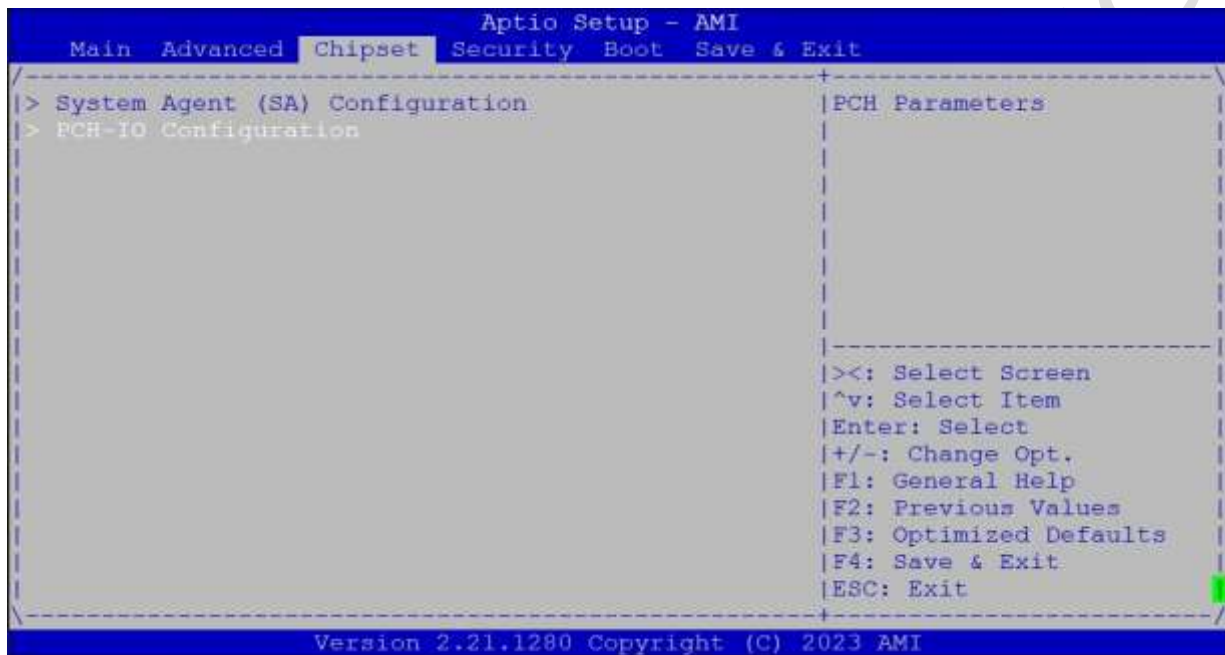 Aptio Setup - AMI
Main Advanced Chipset Security Boot Save & Exit
> System Agent (SA) Configuration
> PCH-IO Configuration
PCH Parameters
><: Select Screen
^v: Select Item
Enter: Select
+/-: Change Opt.
F1: General Help
F2: Previous Values
F3: Optimized Defaults
F4: Save & Exit
ESC: Exit
Version 2.21.1280 Copyright (C) 2023 AMI